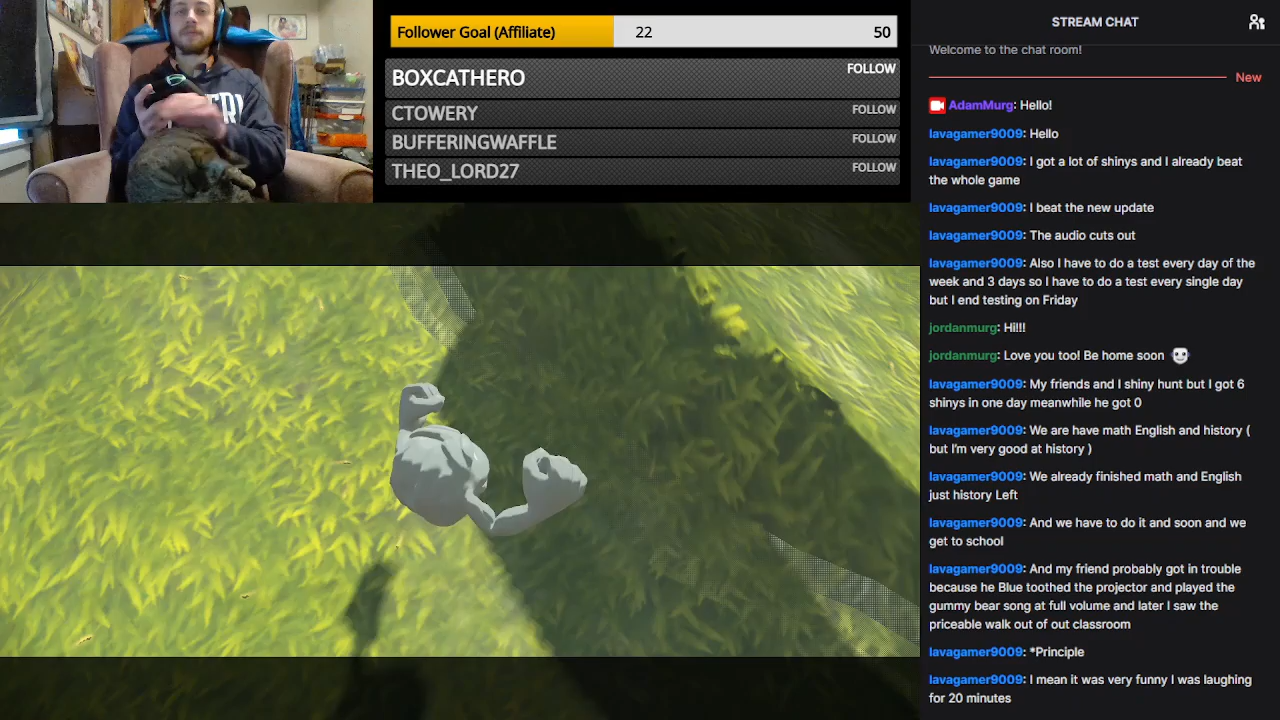 Follower Goal (Affiliate) 22 50
BOXCATHERO FOLLOW
CTOWERY FOLLOW
BUFFERINGWAFFLE FOLLOW
THEO_LORD27 FOLLOW
STREAM CHAT
Welcome to the chat room!
New
AdamMurg: Hello!
lavagamer9009: Hello
lavagamer9009: I got a lot of shinys and I already beat
the whole game
lavagamer9009: I beat the new update
lavagamer9009: The audio cuts out
lavagamer9009: Also I have to do a test every day of the
week and 3 days so I have to do a test every single day
but I end testing on Friday
jordanmurg: Hi!!!
jordanmurg: Love you too! Be home soon
lavagamer9009: My friends and I shiny hunt but I got 6
shinys in one day meanwhile he got 0
lavagamer9009: We are have math English and history (
but I'm very good at history )
lavagamer9009: We already finished math and English
just history Left
lavagamer9009: And we have to do it and soon and we
get to school
lavagamer9009: And my friend probably got in trouble
because he Blue toothed the projector and played the
gummy bear song at full volume and later I saw the
priceable walk out of out classroom
lavagamer9009: *Principle
lavagamer9009: I mean it was very funny I was laughing
for 20 minutes